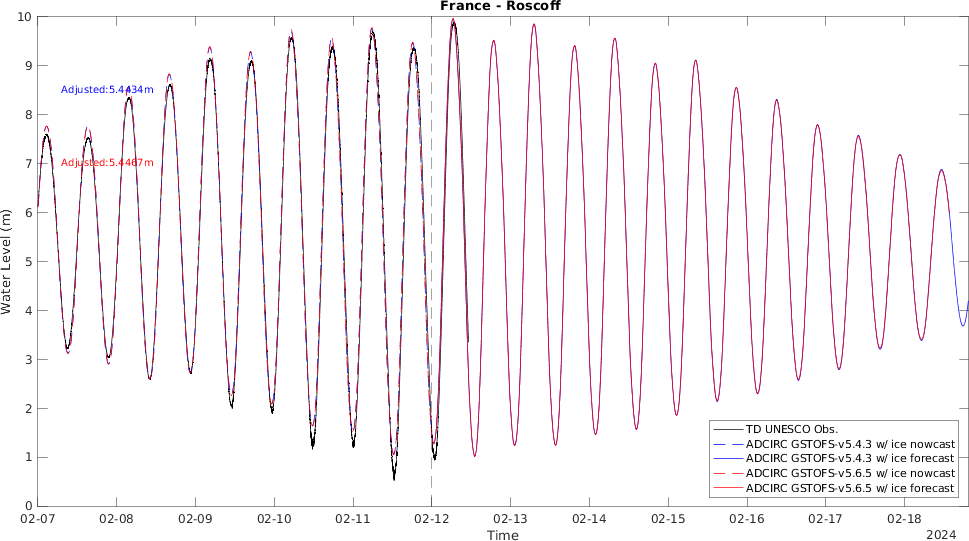 France - Roscoff
10
9
8
7
6
5
4
3
2
1
0
Water Level (m)
Adjusted:5.4434m
Adjusted:5.4467m
TD UNESCO Obs.
ADCIRC GSTOFS-v5.4.3 w/ ice nowcast
ADCIRC GSTOFS-v5.4.3 w/ ice forecast
ADCIRC GSTOFS-v5.6.5 w/ ice nowcast
ADCIRC GSTOFS-v5.6.5 w/ ice forecast
02-07 02-08 02-09 02-10 02-11 02-12 02-13 02-14 02-15 02-16 02-17 02-18
Time
2024